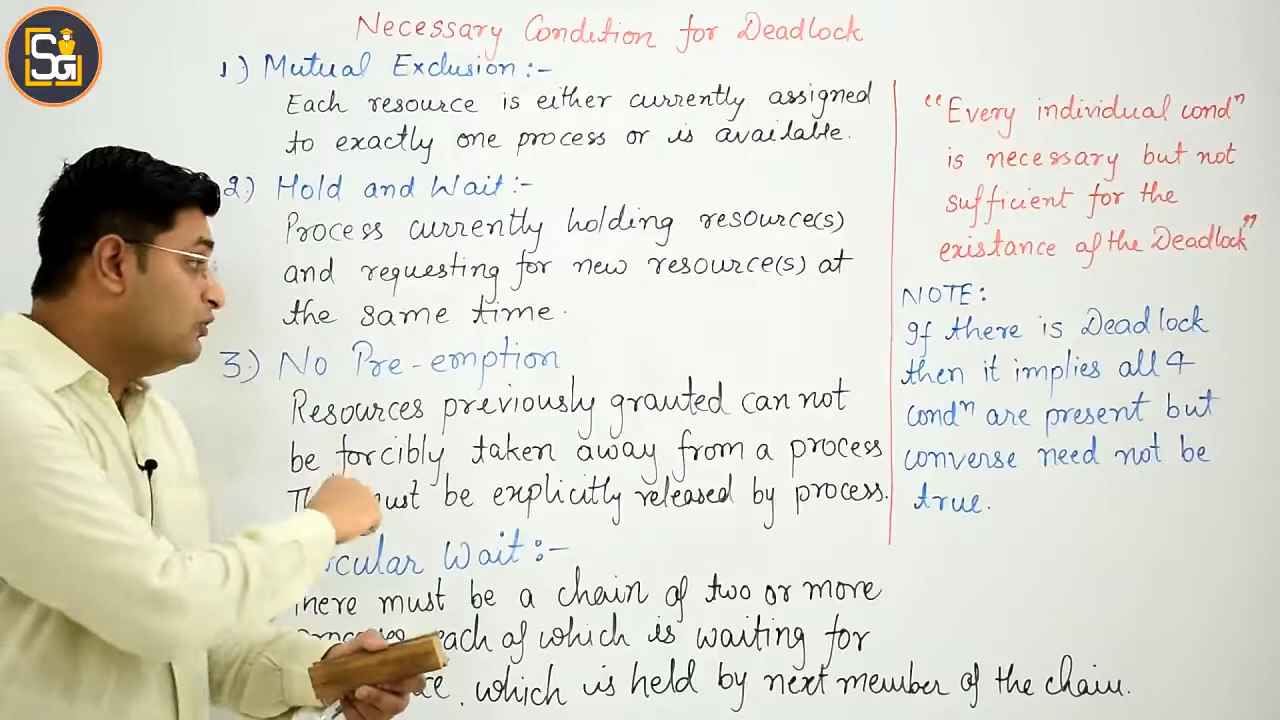 SG
Necessary Condition for Deadlock
1) Mutual Exclusion :-
Each resource is either currently assigned
to exactly one process or is available.
2.) Hold and Wait :-
Process currently holding resource(s)
and requesting for new resource(s) at
the same time.
3.) No Pre-emption
Resources previously granted can not
be forcibly taken away from a process
must be explicitly released by process.
Wait :-
There must be a chain of two or more
each of which is waiting for
which is held by next member of the chain.
"Every individual condⁿ
is necessary but not
sufficient for the
existance of the Deadlock"
NOTE:
If there is Deadlock
then it implies all 4
condⁿ are present but
converse need not be
true.